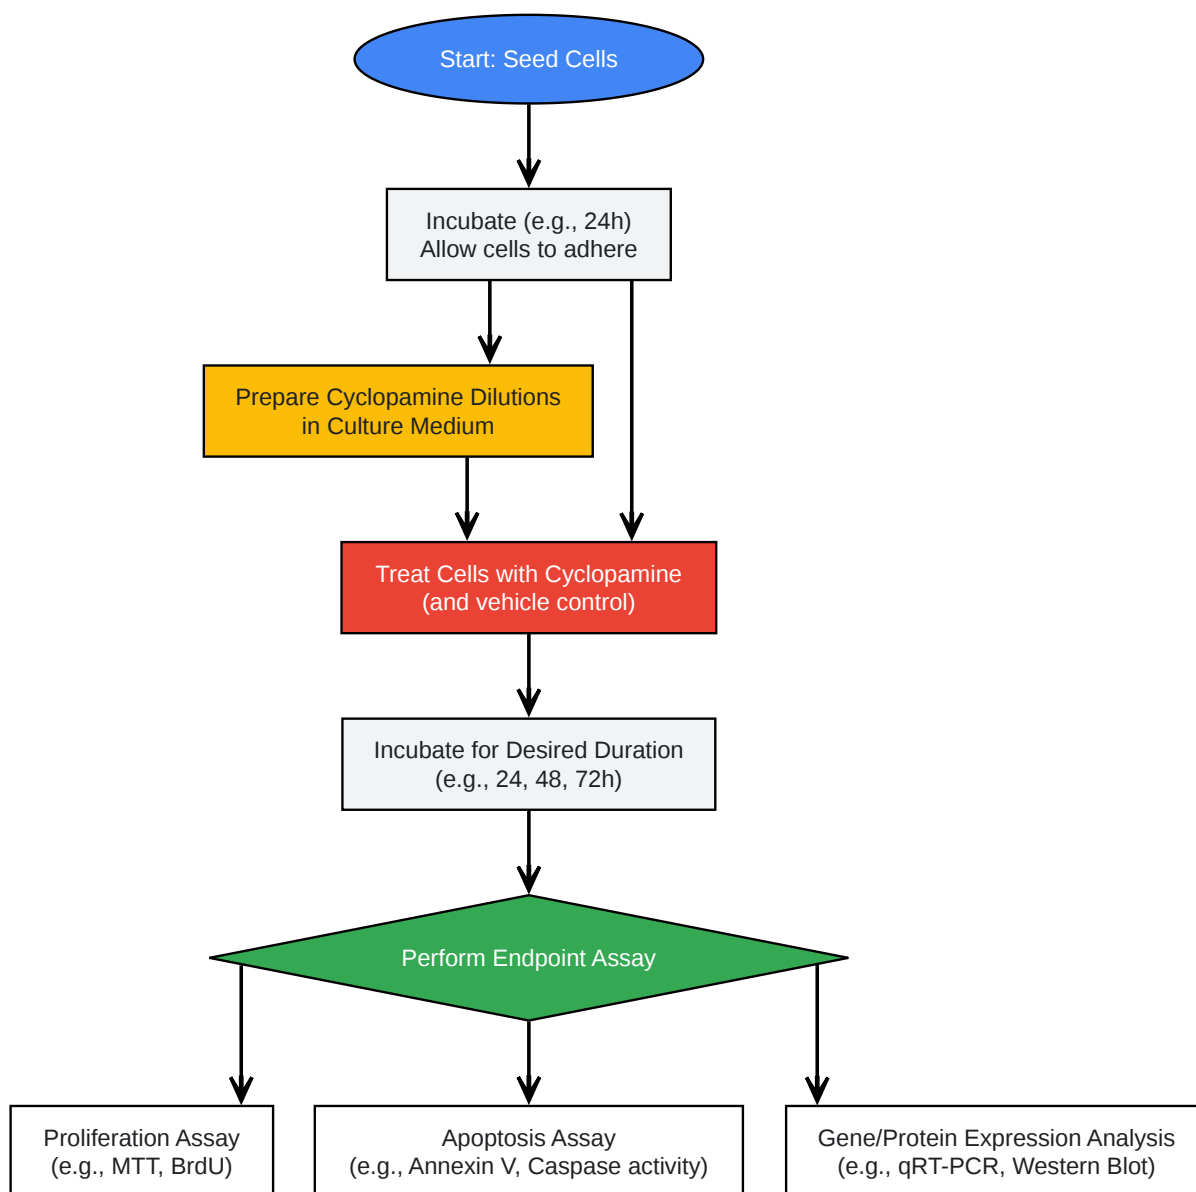 Start: Seed Cells
Incubate (e.g., 24h)
Allow cells to adhere
Prepare Cyclopamine Dilutions
in Culture Medium
Treat Cells with Cyclopamine
(and vehicle control)
Incubate for Desired Duration
(e.g., 24, 48, 72h)
Perform Endpoint Assay
Proliferation Assay
(e.g., MTT, BrdU)
Apoptosis Assay
(e.g., Annexin V, Caspase activity)
Gene/Protein Expression Analysis
(e.g., qRT-PCR, Western Blot)